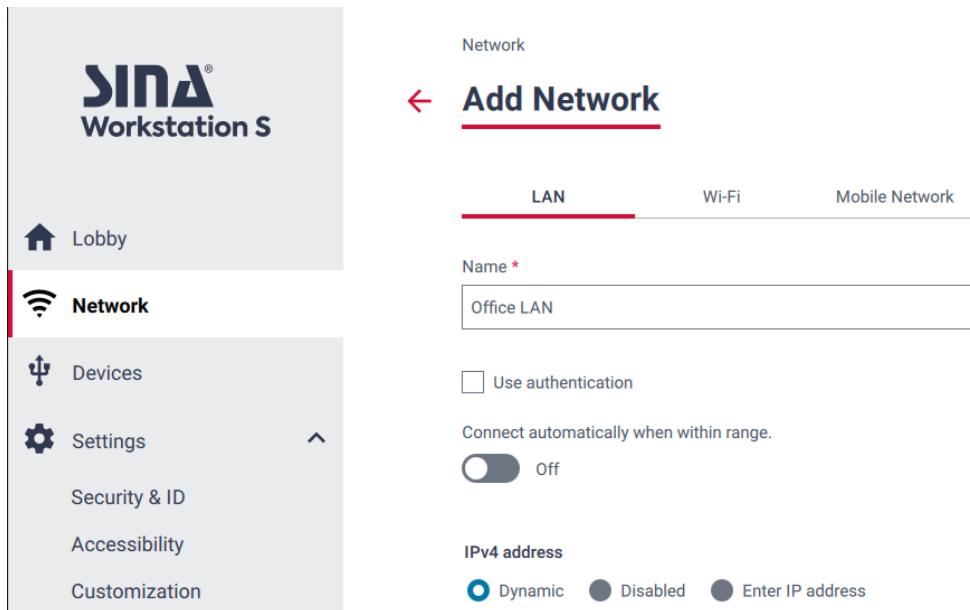 SINA®
Workstation S
Lobby
Network
Devices
Settings
Security & ID
Accessibility
Customization
Network
Add Network
LAN Wi-Fi Mobile Network
Name *
Office LAN
Use authentication
Connect automatically when within range.
Off
IPv4 address
Dynamic Disabled Enter IP address